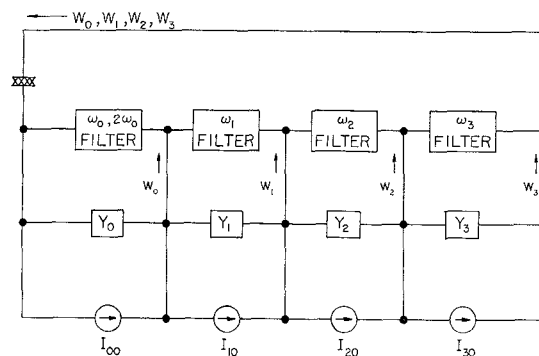 W₀, W₁, W₂, W₃
ω₀, 2ω₀
FILTER
ω₁
FILTER
ω₂
FILTER
ω₃
FILTER
W₀
W₁
W₂
W₃
Y₀
Y₁
Y₂
Y₃
I₀₀
I₁₀
I₂₀
I₃₀